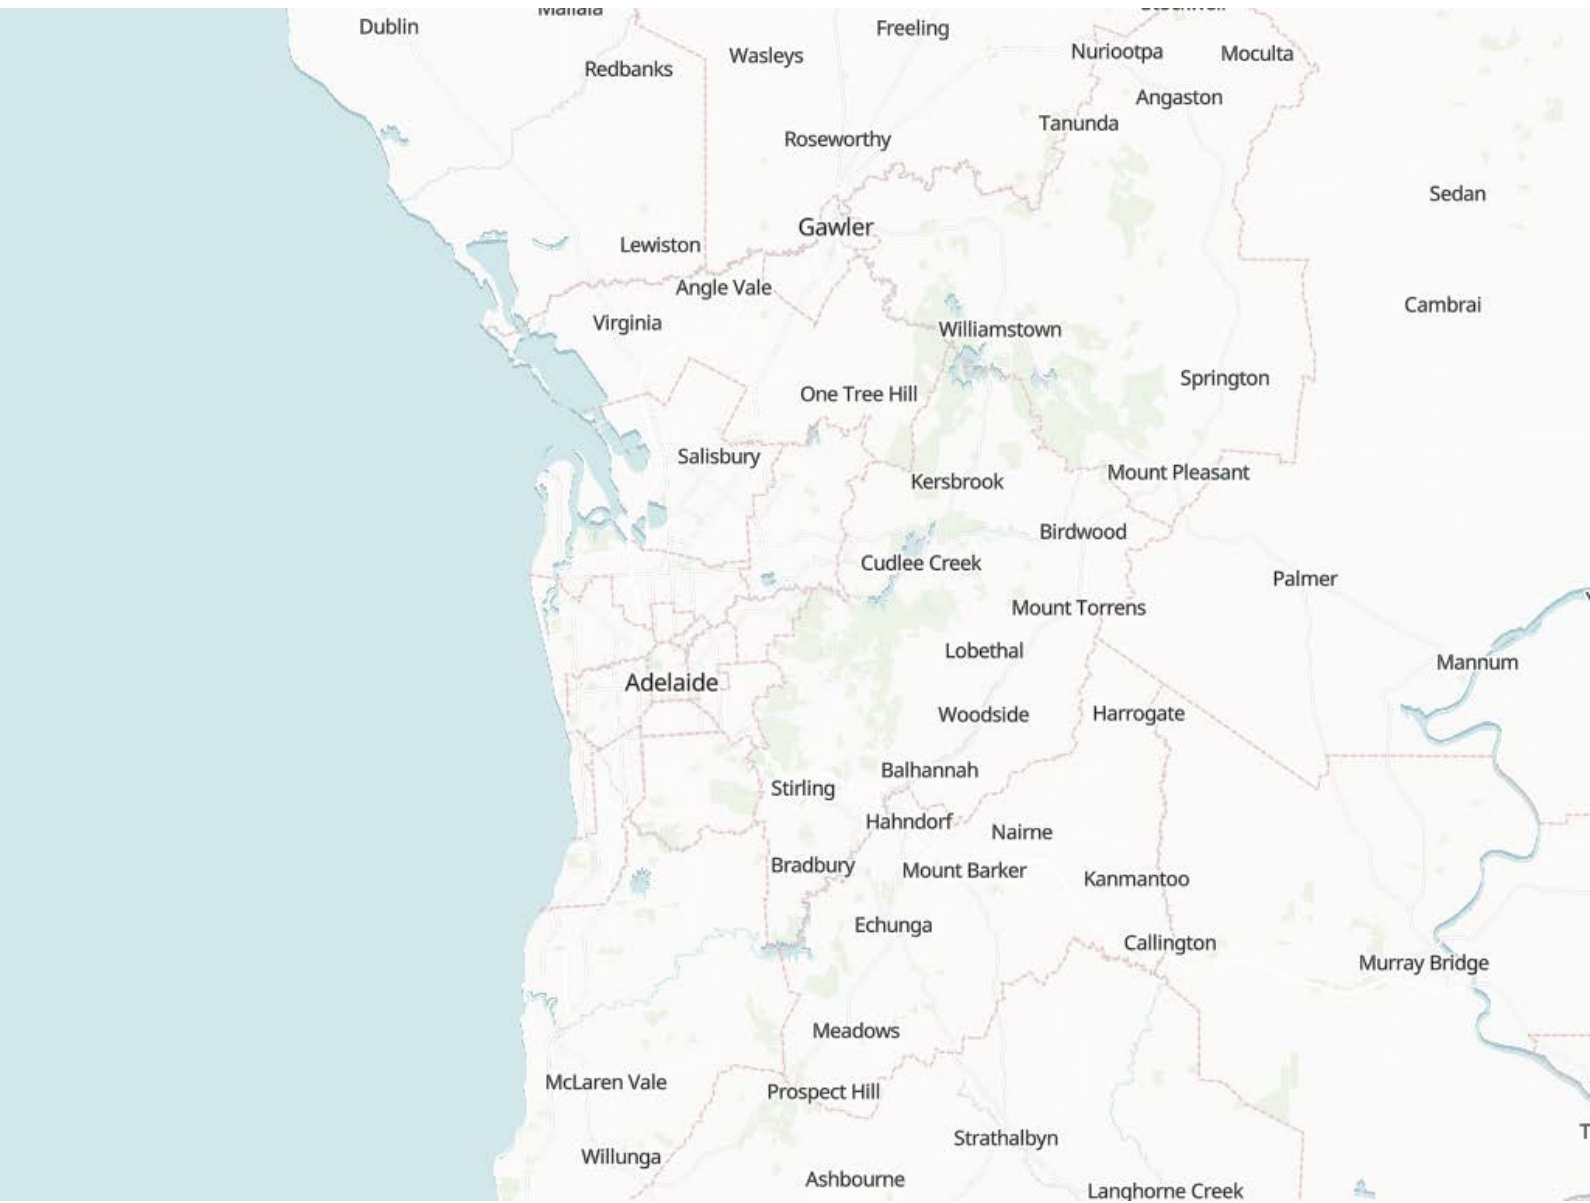 Dublin
Freeling
Redbanks
Wasleys
Nuriootpa
Moculta
Angaston
Tanunda
Roseworthy
Sedan
Gawler
Lewiston
Angle Vale
Cambrai
Virginia
Williamstown
Springton
One Tree Hill
Salisbury
Mount Pleasant
Kersbrook
Birdwood
Cudlee Creek
Palmer
Mount Torrens
Lobethal
Mannum
Adelaide
Woodside
Harrogate
Balhannah
Stirling
Hahndorf
Nairne
Bradbury
Mount Barker
Kanmantoo
Echunga
Callington
Murray Bridge
Meadows
McLaren Vale
Prospect Hill
Strathalbyn
Willunga
Ashbourne
Langhorne Creek